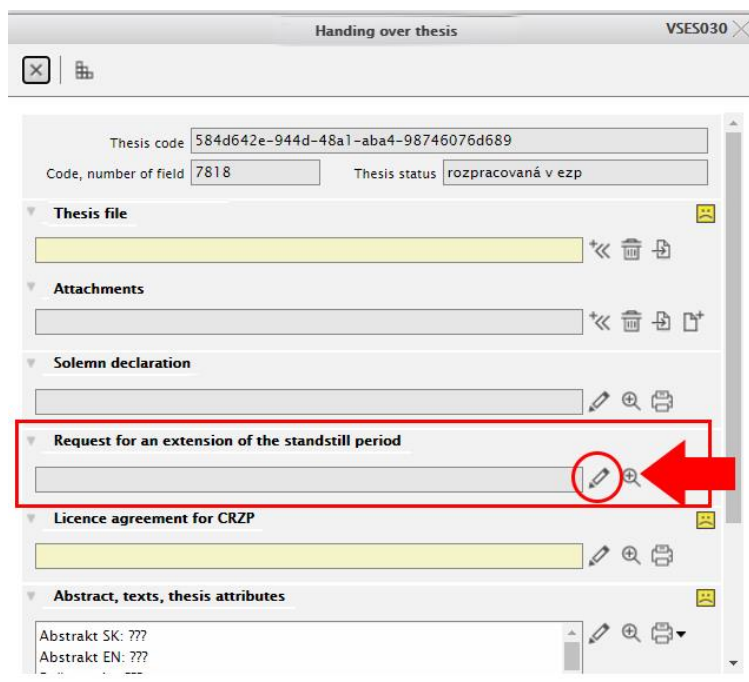 Handing over thesis VSES030
Thesis code 584d642e-944d-48a1-aba4-98746076d689
Code, number of field 7818 Thesis status rozpracovaná v ezp
Thesis file
Attachments
Solemn declaration
Request for an extension of the standstill period
Licence agreement for CRZP
Abstract, texts, thesis attributes
Abstrakt SK: ???
Abstrakt EN: ???